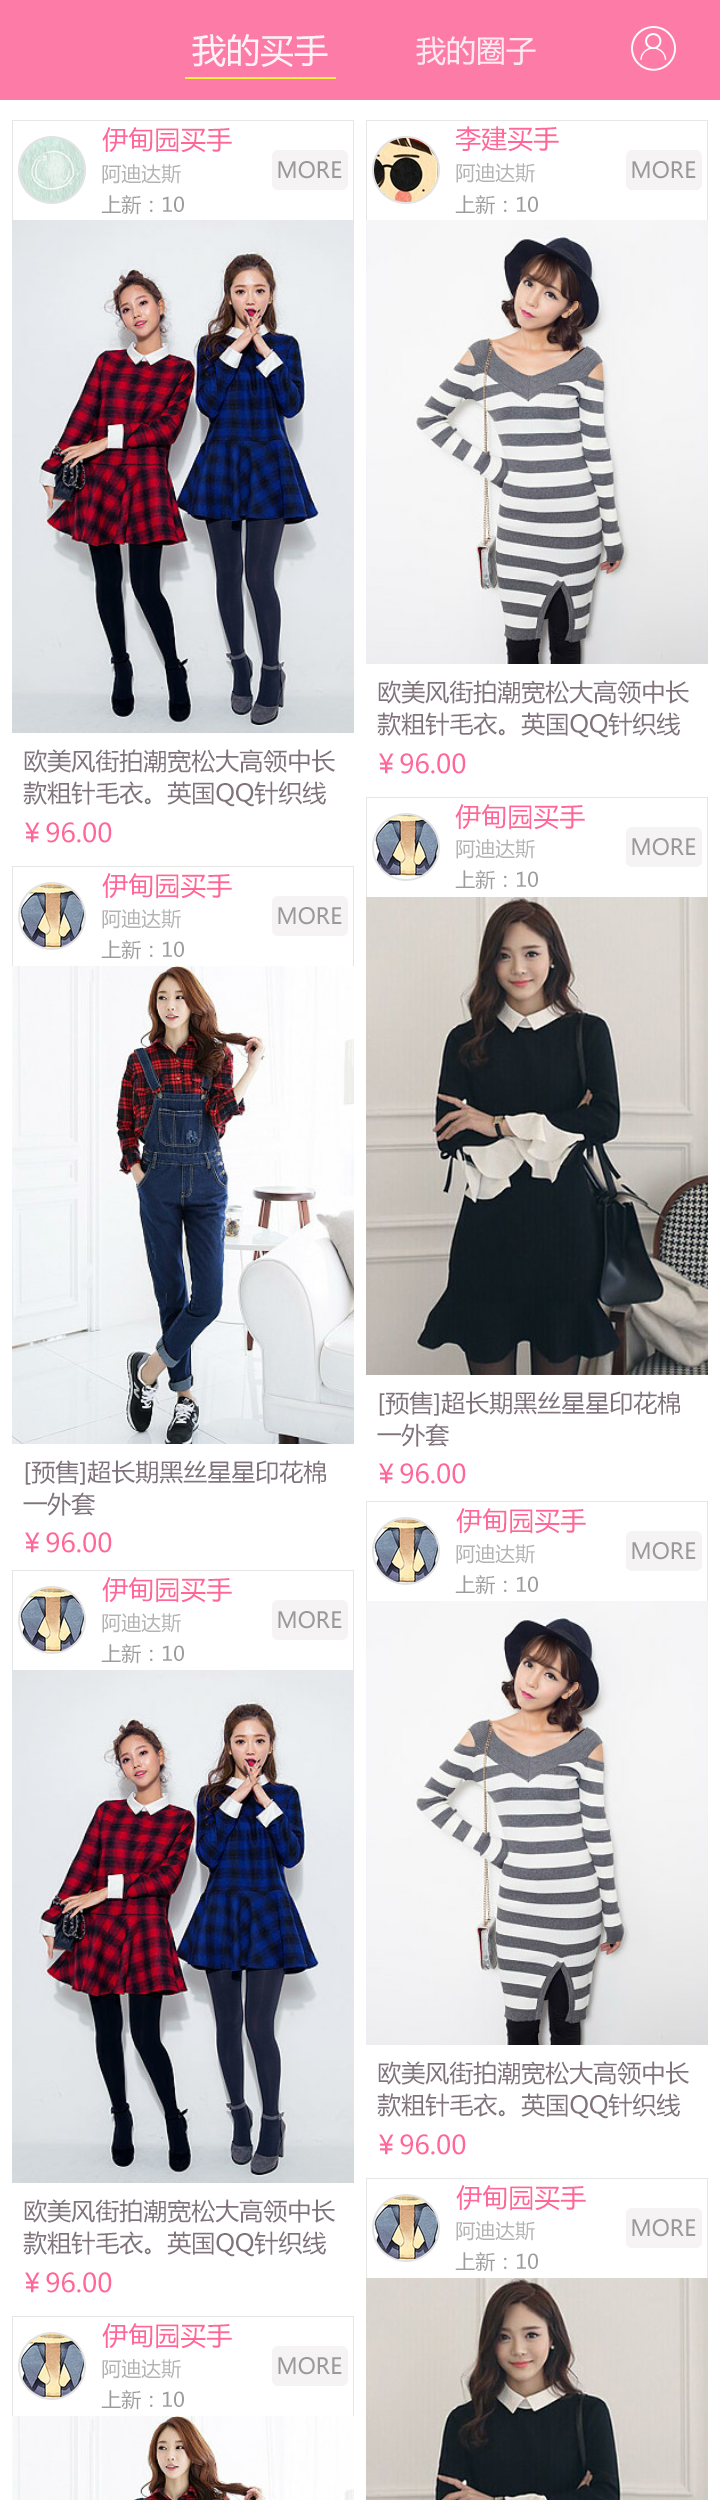 我的买手
我的圈子
伊甸园买手
阿迪达斯
上新：10
MORE
欧美风街拍潮宽松大高领中长
款粗针毛衣。英国QQ针织线
¥ 96.00
李建买手
阿迪达斯
上新：10
MORE
欧美风街拍潮宽松大高领中长
款粗针毛衣。英国QQ针织线
¥ 96.00
伊甸园买手
阿迪达斯
上新：10
MORE
[预售]超长期黑丝星星印花棉
一外套
¥ 96.00
伊甸园买手
阿迪达斯
上新：10
MORE
[预售]超长期黑丝星星印花棉
一外套
¥ 96.00
伊甸园买手
阿迪达斯
上新：10
MORE
欧美风街拍潮宽松大高领中长
款粗针毛衣。英国QQ针织线
¥ 96.00
伊甸园买手
阿迪达斯
上新：10
MORE
欧美风街拍潮宽松大高领中长
款粗针毛衣。英国QQ针织线
¥ 96.00
伊甸园买手
阿迪达斯
上新：10
MORE
伊甸园买手
阿迪达斯
上新：10
MORE